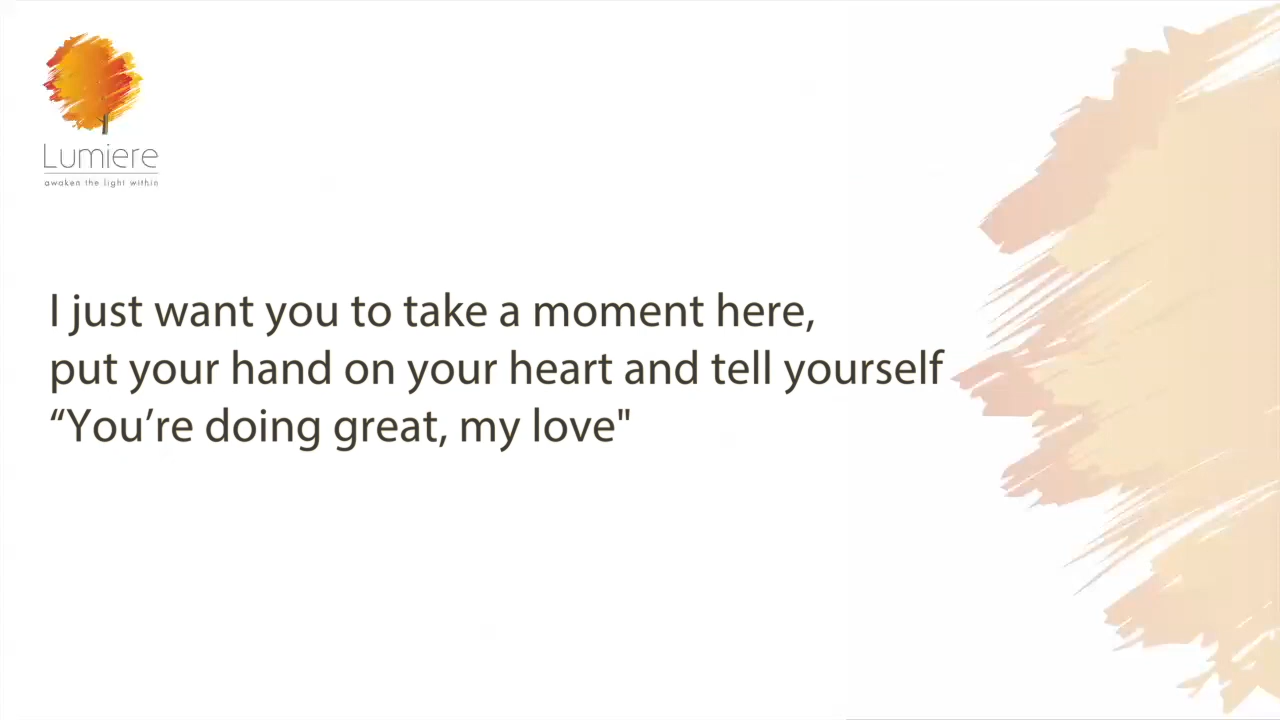 Lumiere
awaken the light within
I just want you to take a moment here,
put your hand on your heart and tell yourself
“You’re doing great, my love"